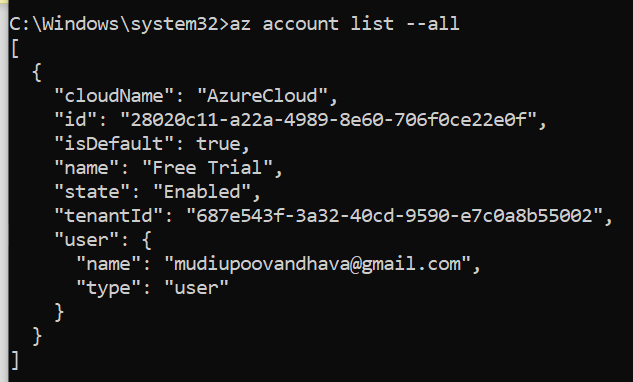 C:\Windows\system32>az account list --all
[
  {
    "cloudName": "AzureCloud",
    "id": "28020c11-a22a-4989-8e60-706f0ce22e0f",
    "isDefault": true,
    "name": "Free Trial",
    "state": "Enabled",
    "tenantId": "687e543f-3a32-40cd-9590-e7c0a8b55002",
    "user": {
      "name": "mudiupoovandhava@gmail.com",
      "type": "user"
    }
  }
]